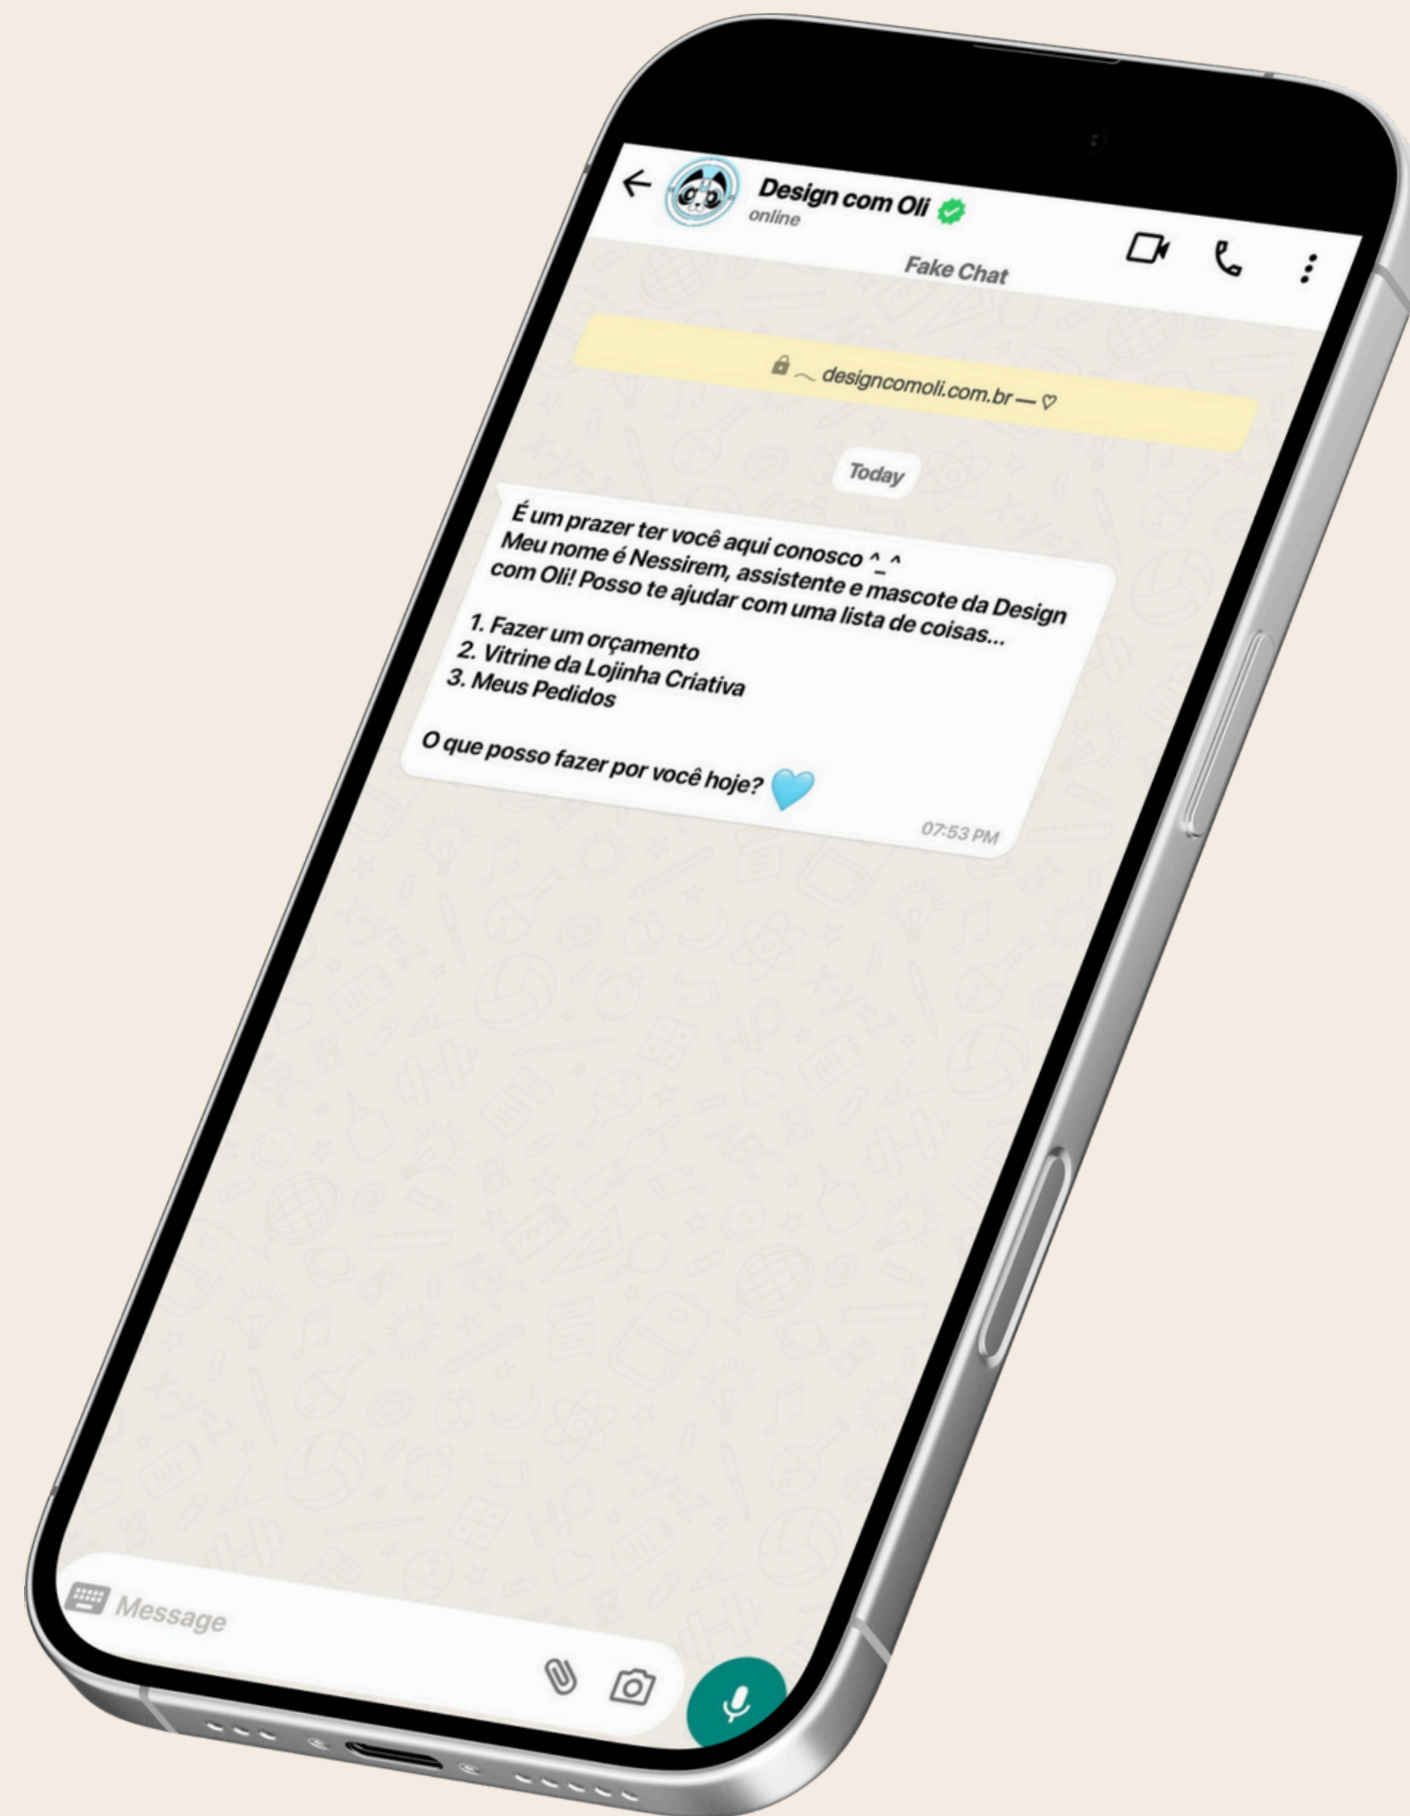 Design com Oli
online
Fake Chat
designcomoli.com.br — ♡
Today
É um prazer ter você aqui conosco ^_^
Meu nome é Nessirem, assistente e mascote da Design
com Oli! Posso te ajudar com uma lista de coisas...
1. Fazer um orçamento
2. Vitrine da Lojinha Criativa
3. Meus Pedidos
O que posso fazer por você hoje? 🩵
07:53 PM
Message